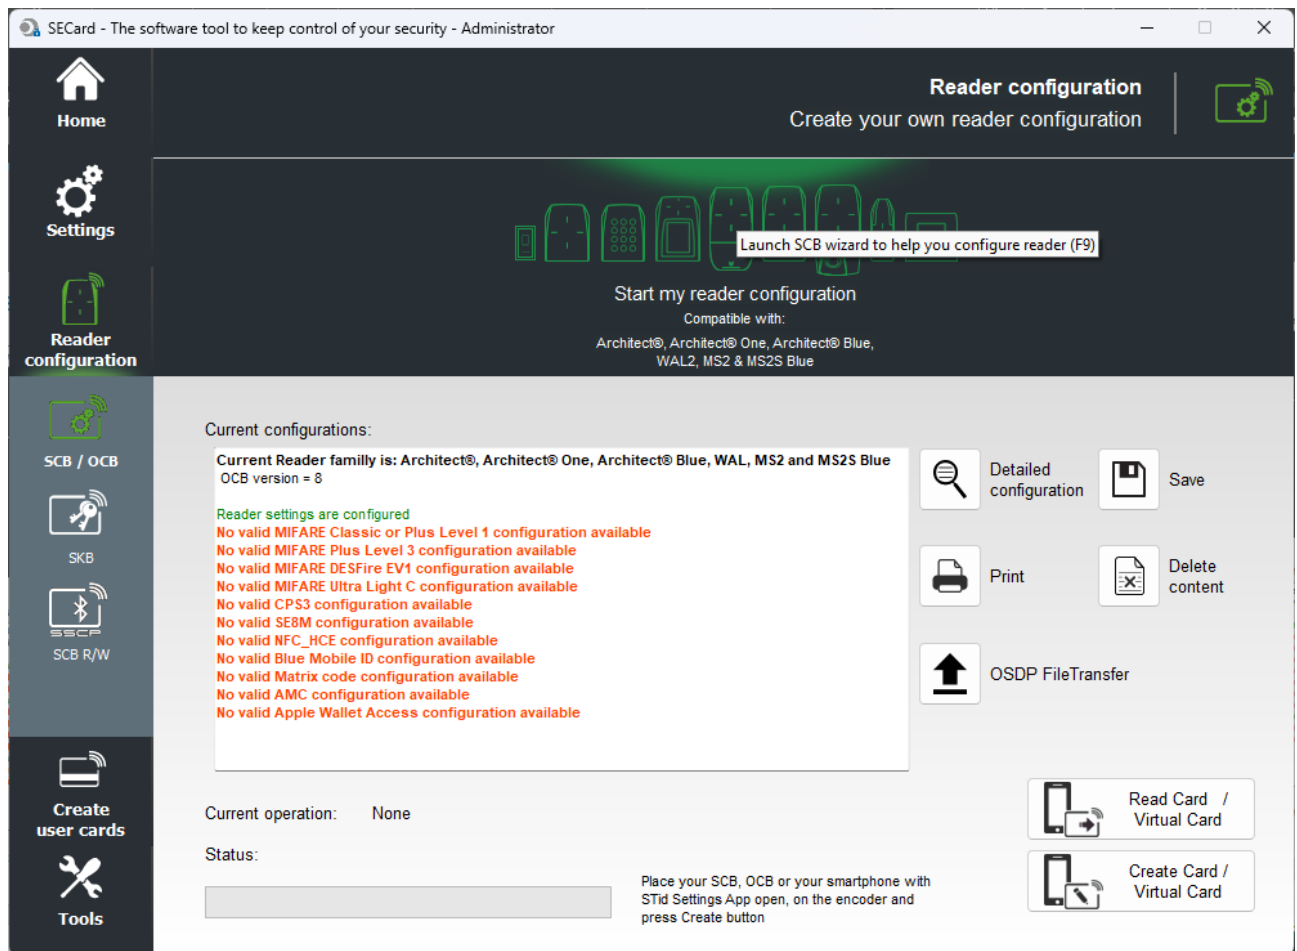 SECard - The software tool to keep control of your security - Administrator
Home
Reader configuration
Create your own reader configuration
Settings
Launch SCB wizard to help you configure reader (F9)
Start my reader configuration
Compatible with:
Architect®, Architect® One, Architect® Blue,
WAL2, MS2 & MS2S Blue
Reader
configuration
SCB / OCB
SKB
SSCP
SCB R/W
Create
user cards
Tools
Current configurations:
Current Reader familly is: Architect®, Architect® One, Architect® Blue, WAL, MS2 and MS2S Blue
OCB version = 8
Reader settings are configured
No valid MIFARE Classic or Plus Level 1 configuration available
No valid MIFARE Plus Level 3 configuration available
No valid MIFARE DESFire EV1 configuration available
No valid MIFARE Ultra Light C configuration available
No valid CPS3 configuration available
No valid SE8M configuration available
No valid NFC_HCE configuration available
No valid Blue Mobile ID configuration available
No valid Matrix code configuration available
No valid AMC configuration available
No valid Apple Wallet Access configuration available
Detailed
configuration
Save
Print
Delete
content
OSDP FileTransfer
Current operation: None
Status:
Place your SCB, OCB or your smartphone with
STid Settings App open, on the encoder and
press Create button
Read Card /
Virtual Card
Create Card /
Virtual Card